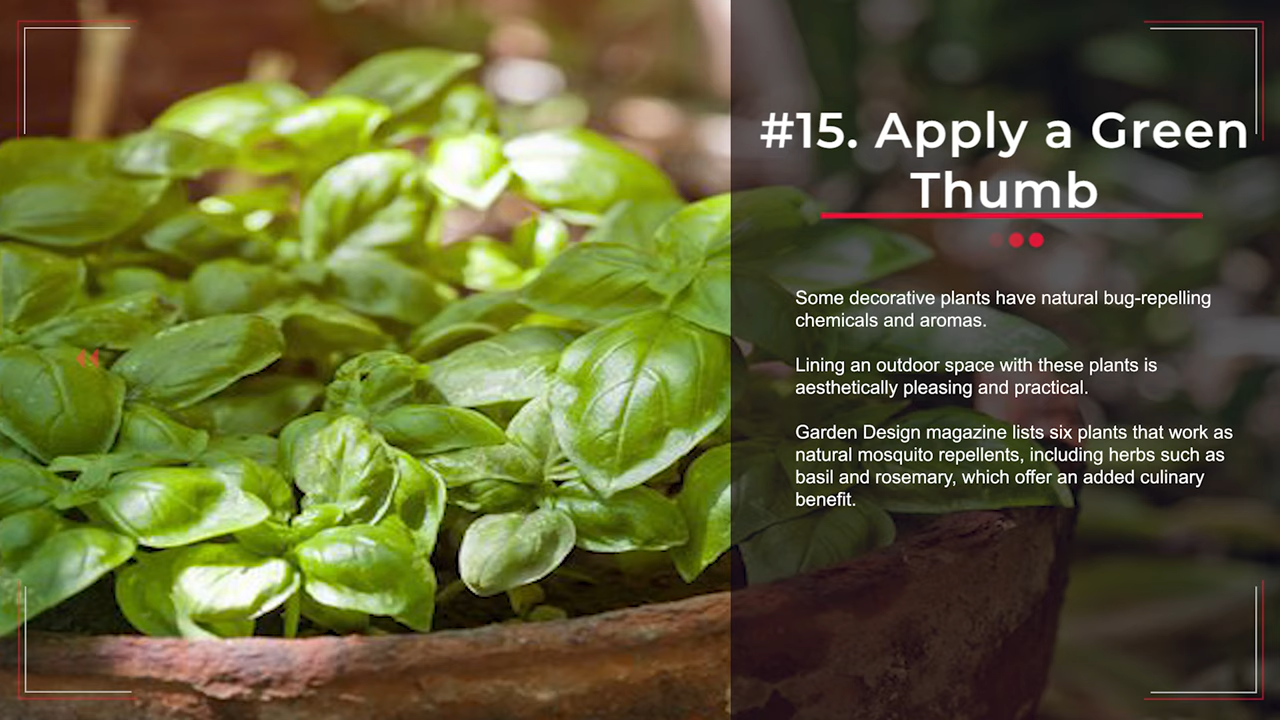 #15. Apply a Green
Thumb
Some decorative plants have natural bug-repelling
chemicals and aromas.
Lining an outdoor space with these plants is
aesthetically pleasing and practical.
Garden Design magazine lists six plants that work as
natural mosquito repellents, including herbs such as
basil and rosemary, which offer an added culinary
benefit.